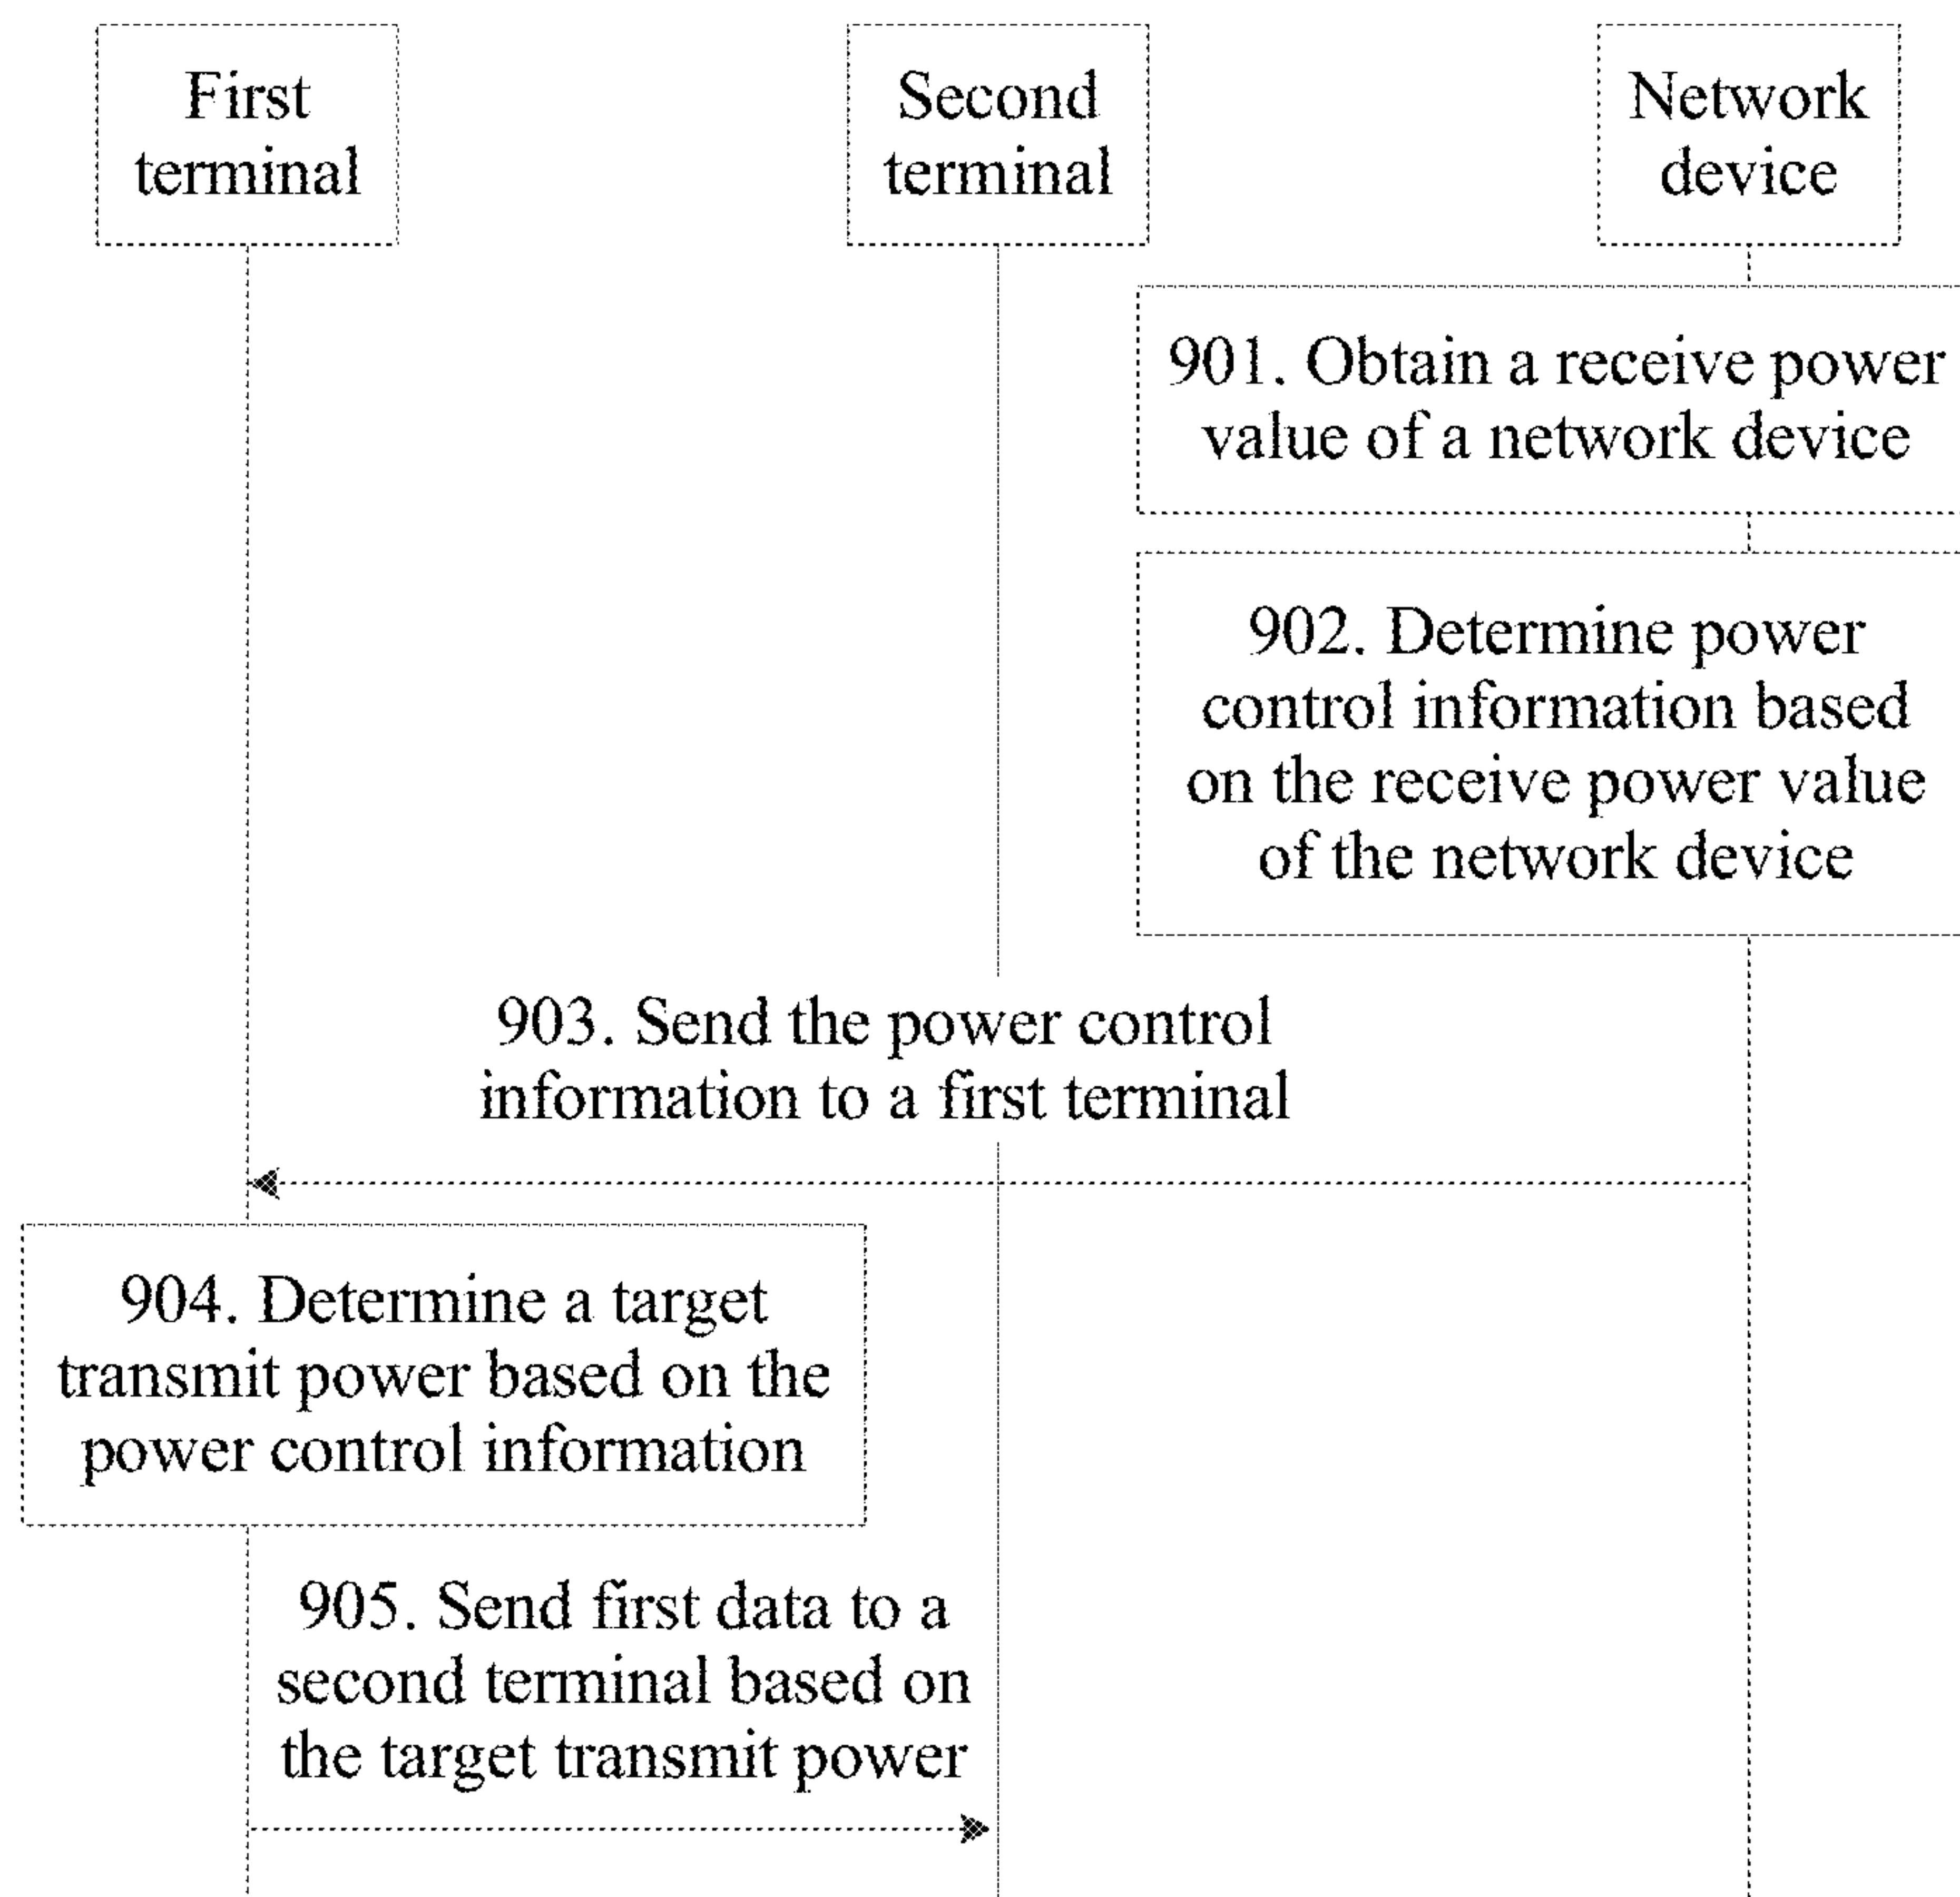 First
terminal
Second
terminal
Network
device
901. Obtain a receive power
value of a network device
902. Determine power
control information based
on the receive power value
of the network device
903. Send the power control
information to a first terminal
904. Determine a target
transmit power based on the
power control information
905. Send first data to a
second terminal based on
the target transmit power